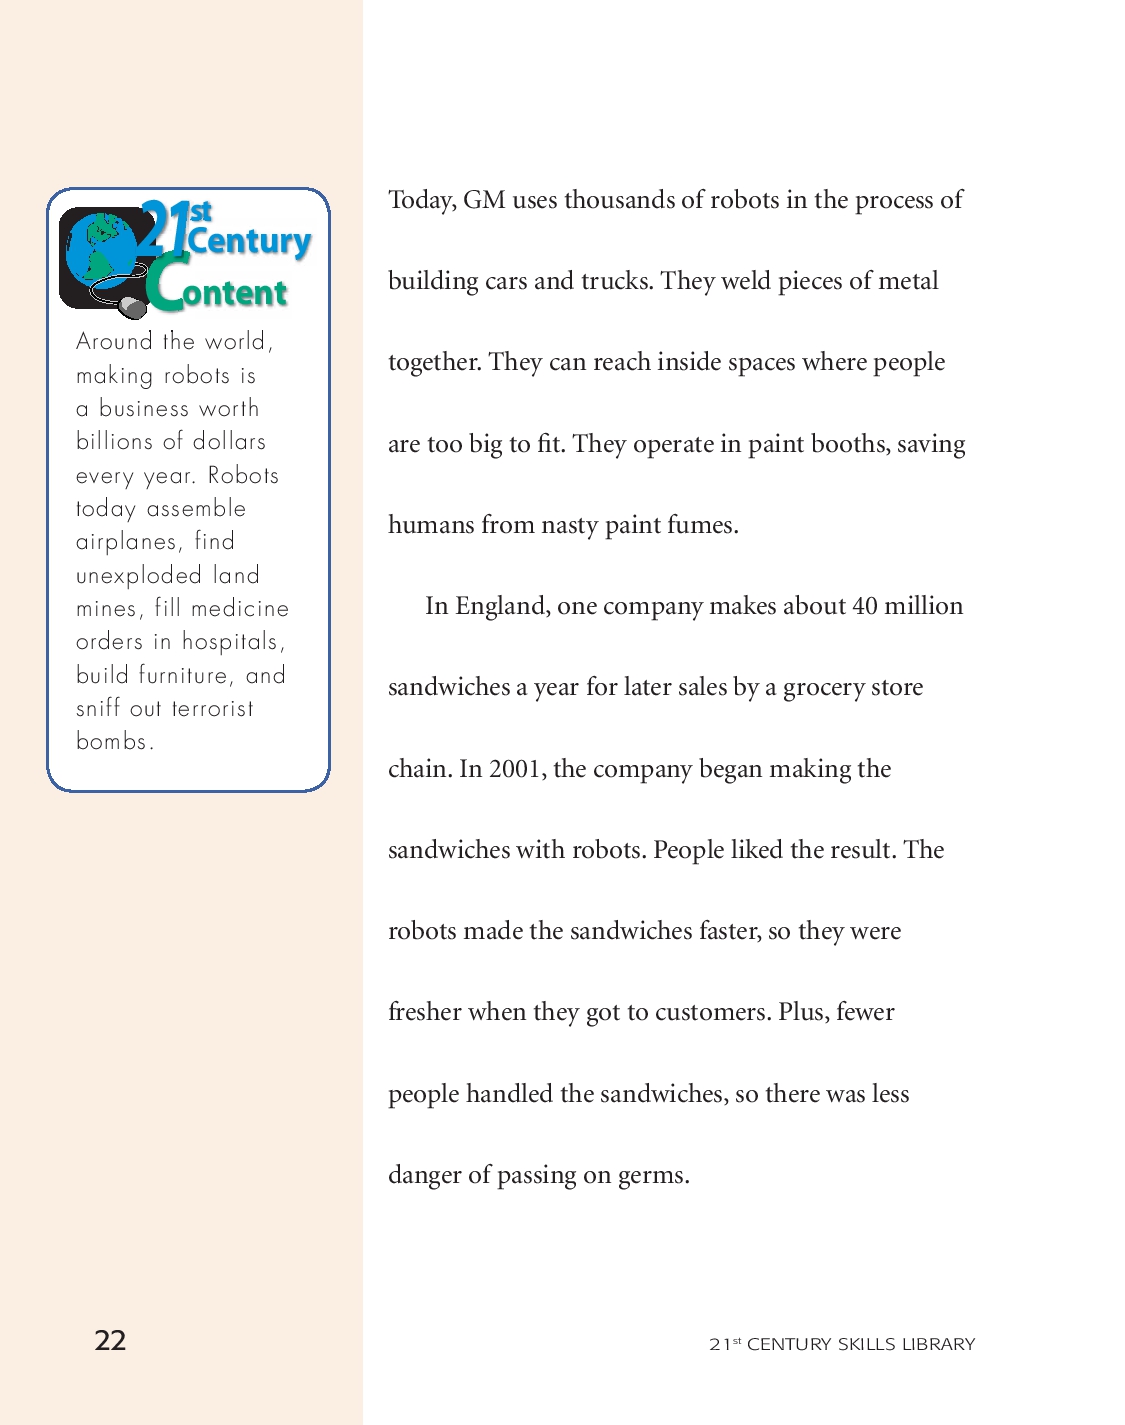 21st
Century
Content
Around the world,
making robots is
a business worth
billions of dollars
every year. Robots
today assemble
airplanes, find
unexploded land
mines, fill medicine
orders in hospitals,
build furniture, and
sniff out terrorist
bombs.
Today, GM uses thousands of robots in the process of
building cars and trucks. They weld pieces of metal
together. They can reach inside spaces where people
are too big to fit. They operate in paint booths, saving
humans from nasty paint fumes.
In England, one company makes about 40 million
sandwiches a year for later sales by a grocery store
chain. In 2001, the company began making the
sandwiches with robots. People liked the result. The
robots made the sandwiches faster, so they were
fresher when they got to customers. Plus, fewer
people handled the sandwiches, so there was less
danger of passing on germs.
22
21st CENTURY SKILLS LIBRARY